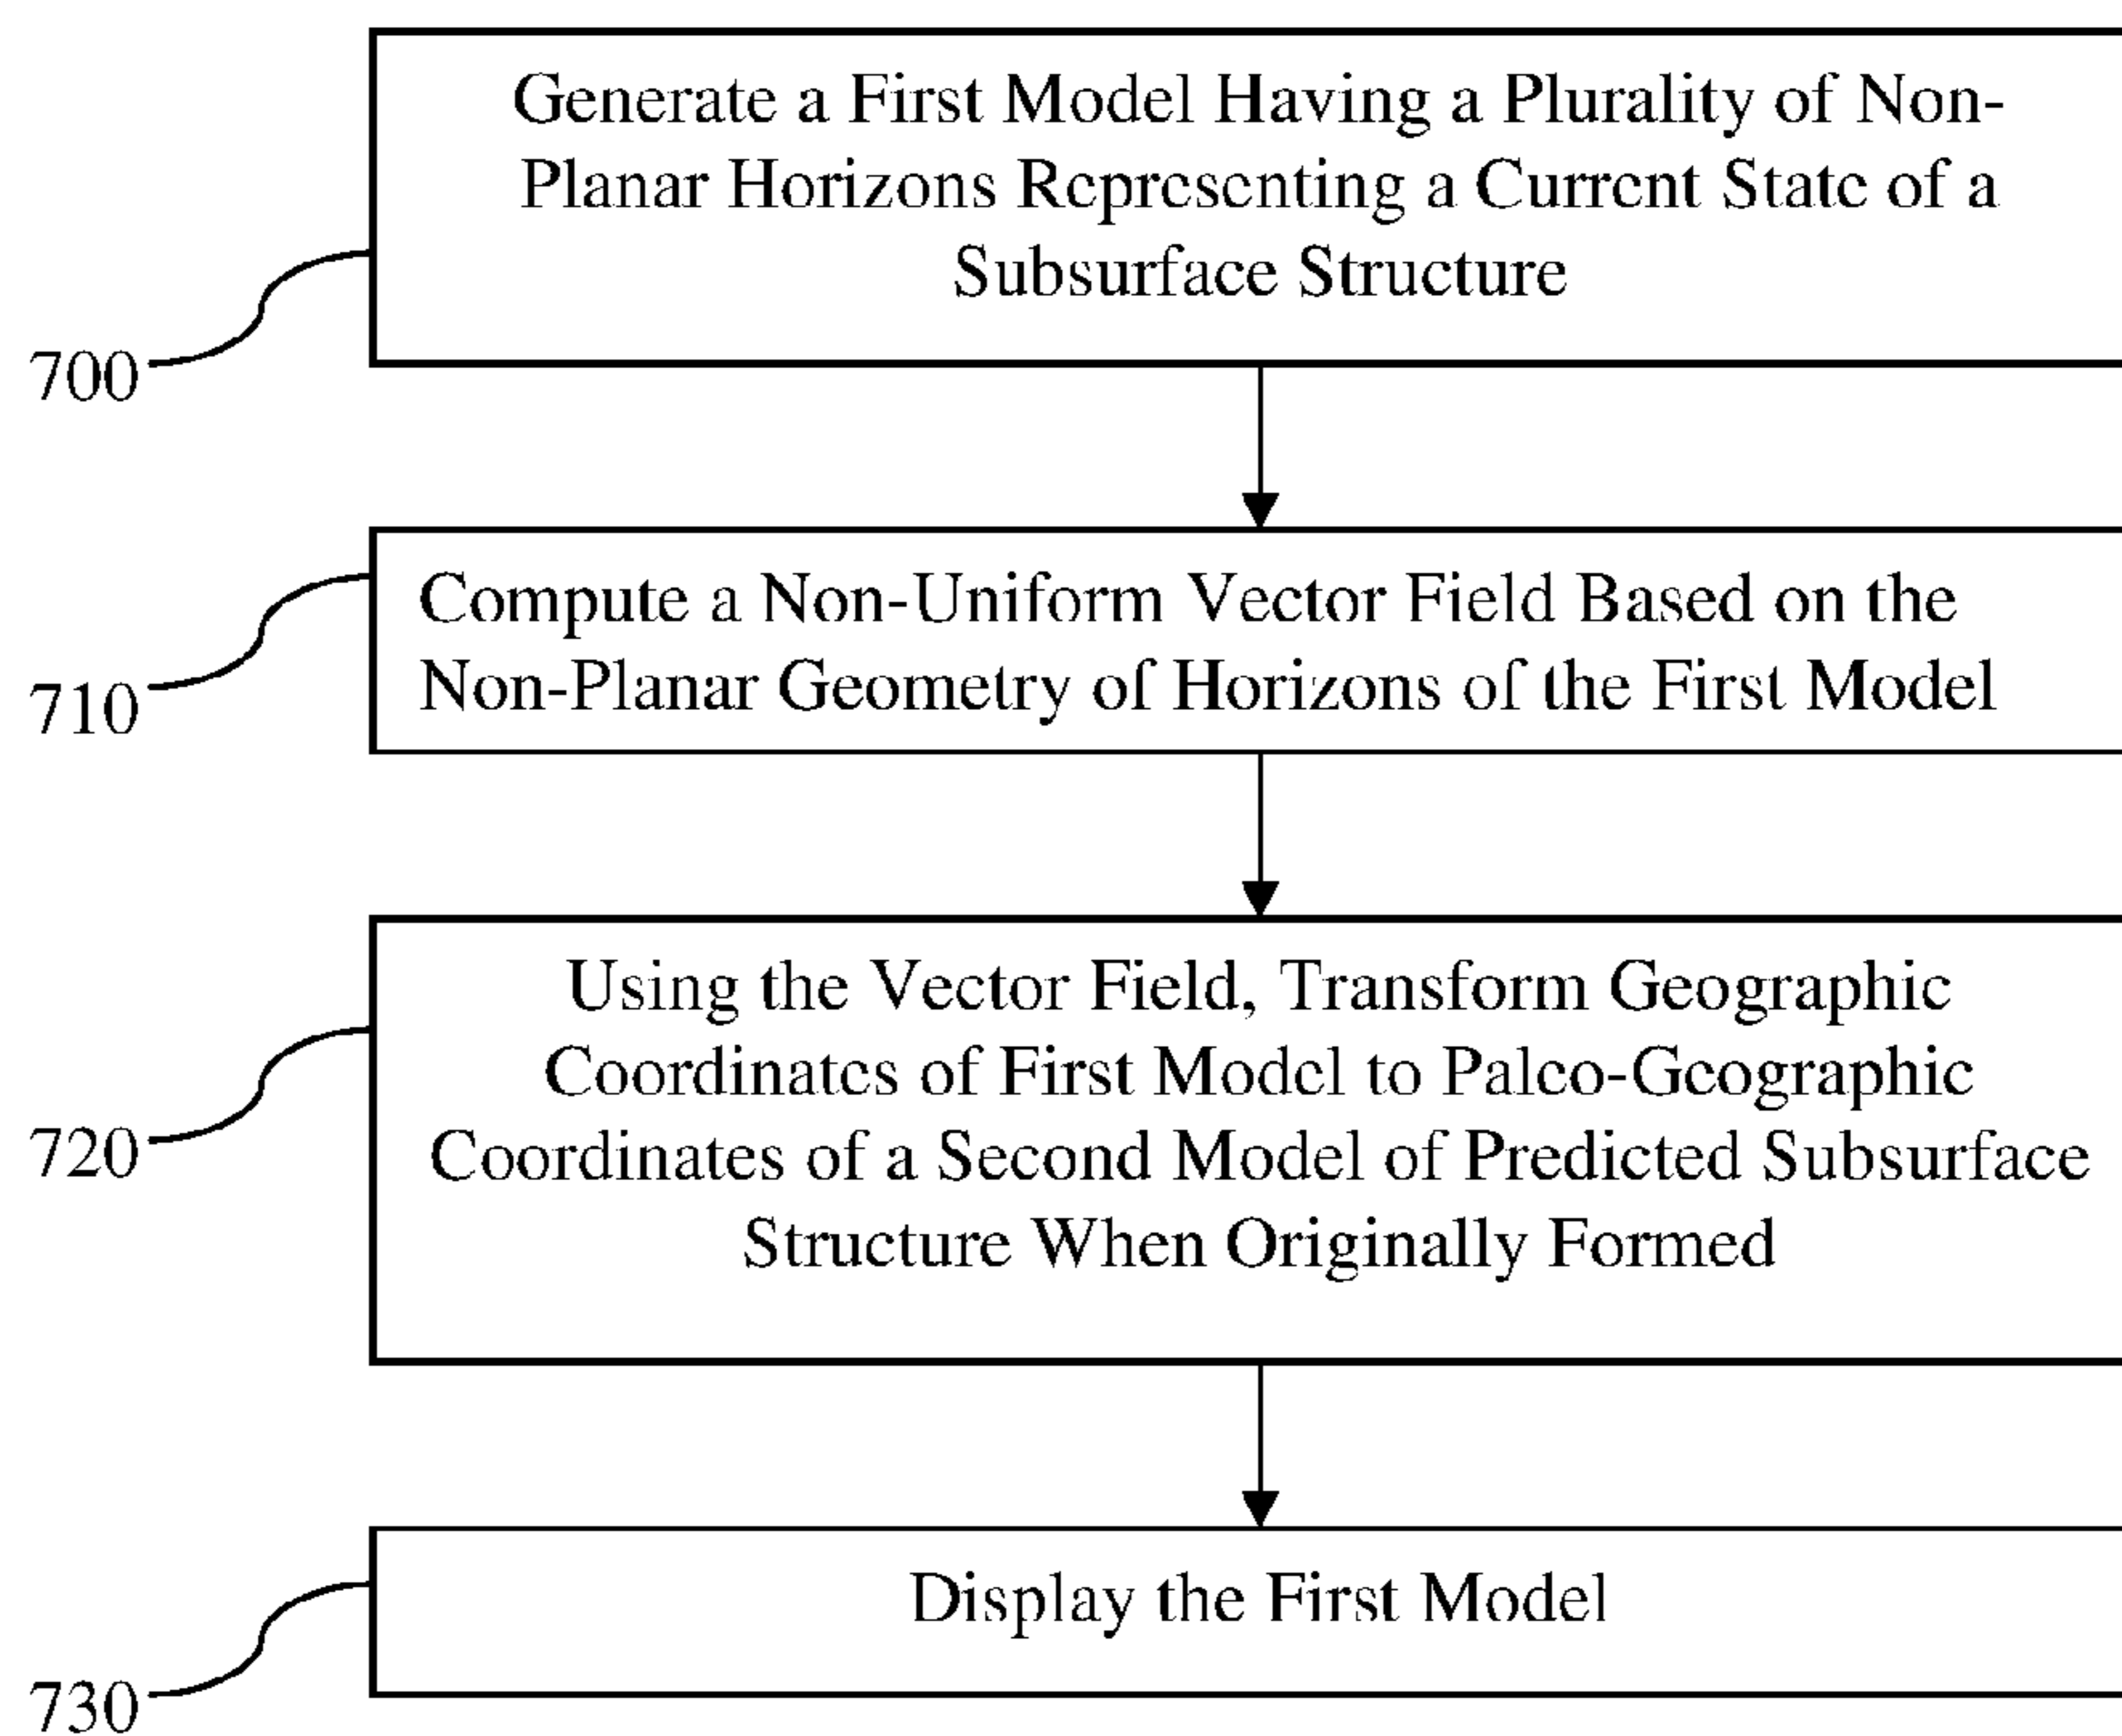 Generate a First Model Having a Plurality of Non-
Planar Horizons Representing a Current State of a
Subsurface Structure
700
Compute a Non-Uniform Vector Field Based on the
Non-Planar Geometry of Horizons of the First Model
710
Using the Vector Field, Transform Geographic
Coordinates of First Model to Paleo-Geographic
Coordinates of a Second Model of Predicted Subsurface
Structure When Originally Formed
720
Display the First Model
730